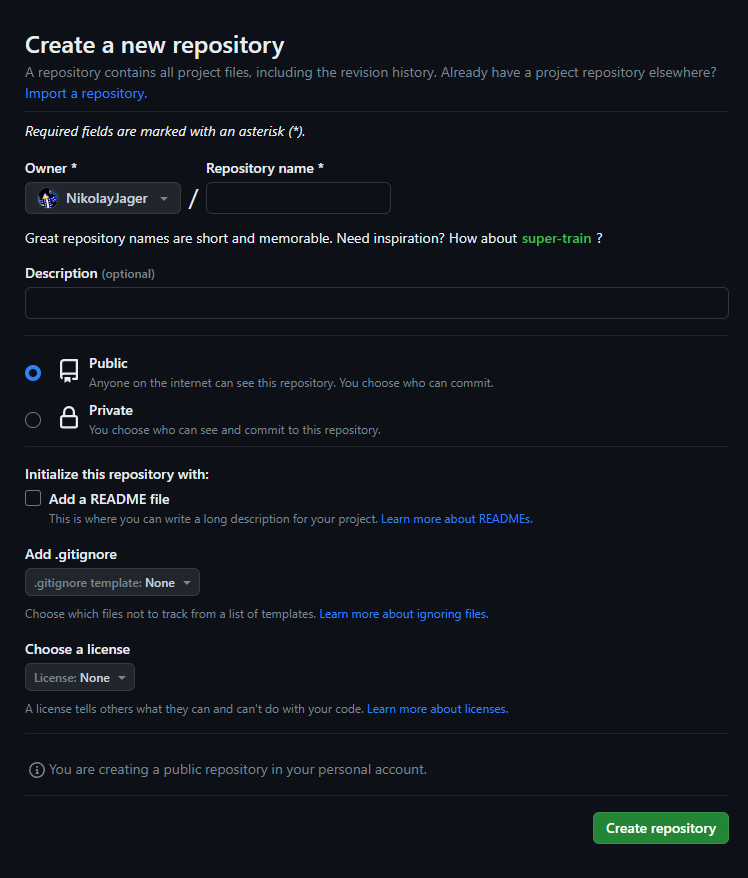 Create a new repository
A repository contains all project files, including the revision history. Already have a project repository elsewhere?
Import a repository.
Required fields are marked with an asterisk (*).
Owner * Repository name *
NikolayJager /
Great repository names are short and memorable. Need inspiration? How about super-train ?
Description (optional)
Public
Anyone on the internet can see this repository. You choose who can commit.
Private
You choose who can see and commit to this repository.
Initialize this repository with:
Add a README file
This is where you can write a long description for your project. Learn more about READMEs.
Add .gitignore
.gitignore template: None
Choose which files not to track from a list of templates. Learn more about ignoring files.
Choose a license
License: None
A license tells others what they can and can't do with your code. Learn more about licenses.
You are creating a public repository in your personal account.
Create repository